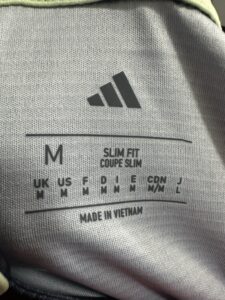 M
SLIM FIT
COUPE SLIM
UK US F D I E CDN J
M M M M M M M/M L
MADE IN VIETNAM